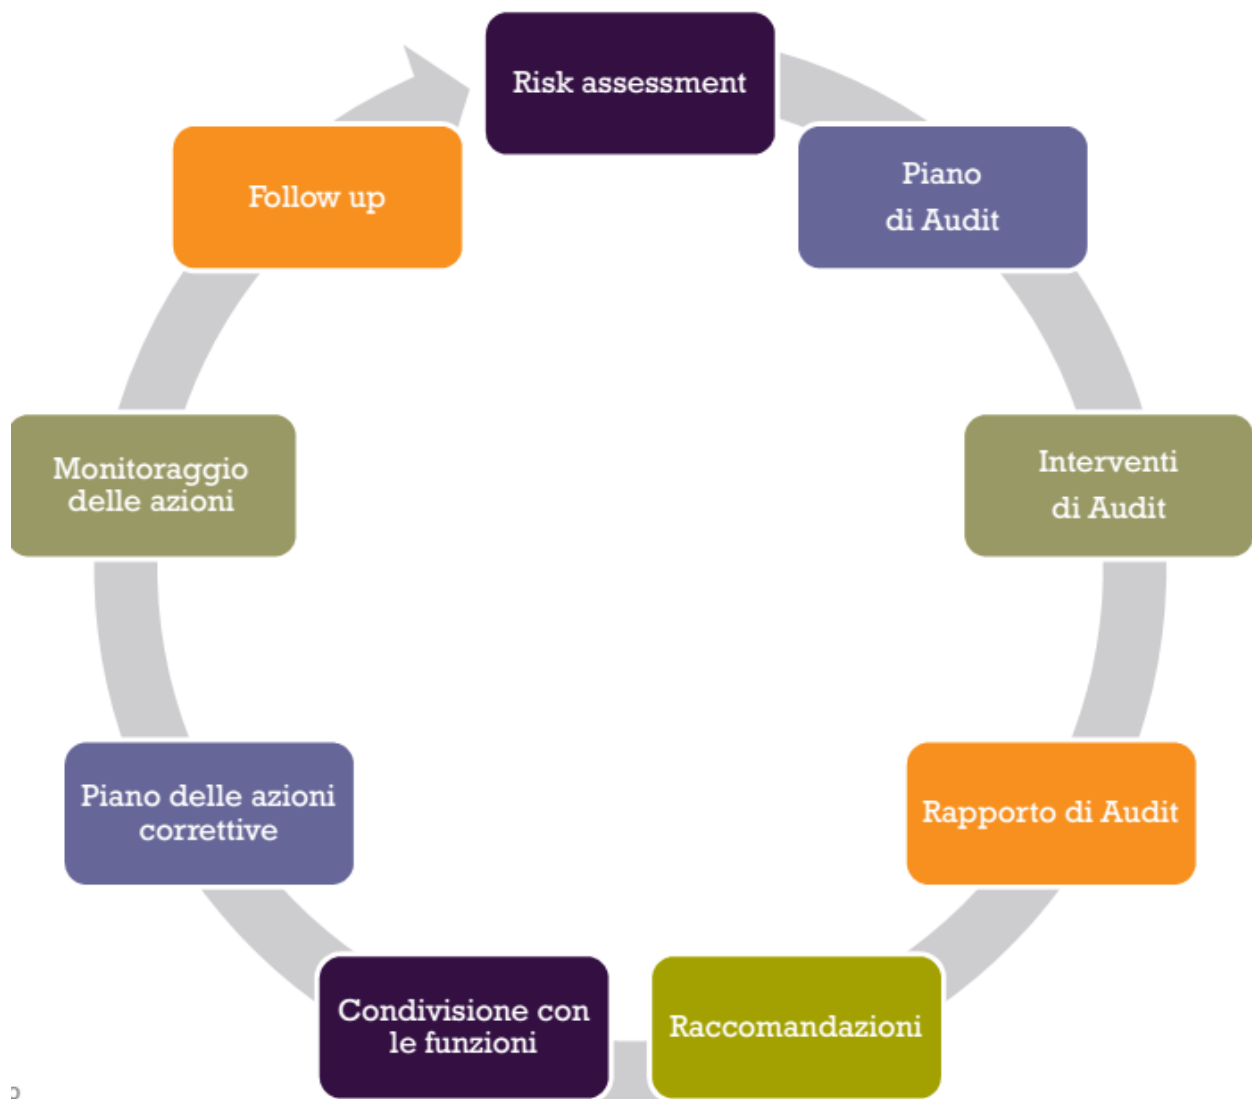 Risk assessment
Piano
di Audit
Interventi
di Audit
Rapporto di Audit
Raccomandazioni
Condivisione con
le funzioni
Piano delle azioni
correttive
Monitoraggio
delle azioni
Follow up